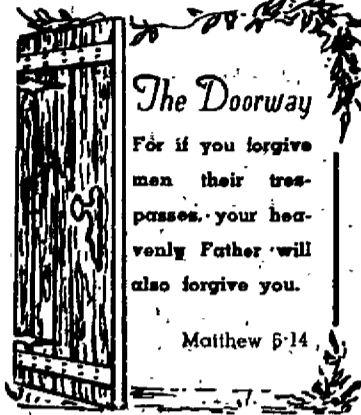 The Doorway
For if you forgive
men their tres-
passes, your hea-
venly Father will
also forgive you.
Matthew 6:14